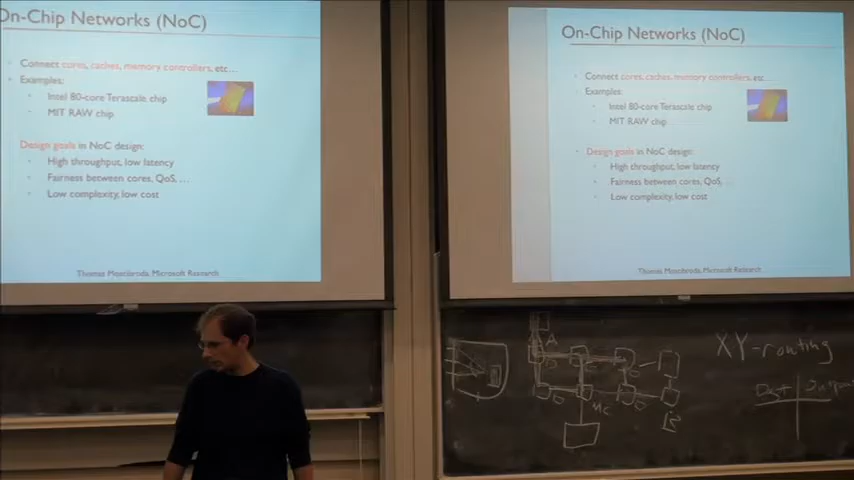 On-Chip Networks (NoC)
Connect cores, caches, memory controllers, etc...
Examples:
Intel 80-core Terascale chip
MIT RAW chip
Design goals in NoC design:
High throughput, low latency
Fairness between cores, QoS, ...
Low complexity, low cost
Thomas Moscibroda, Microsoft Research
On-Chip Networks (NoC)
Connect cores, caches, memory controllers, etc...
Examples:
Intel 80-core Terascale chip
MIT RAW chip
Design goals in NoC design:
High throughput, low latency
Fairness between cores, QoS, ...
Low complexity, low cost
Thomas Moscibroda, Microsoft Research
XY-routing
A